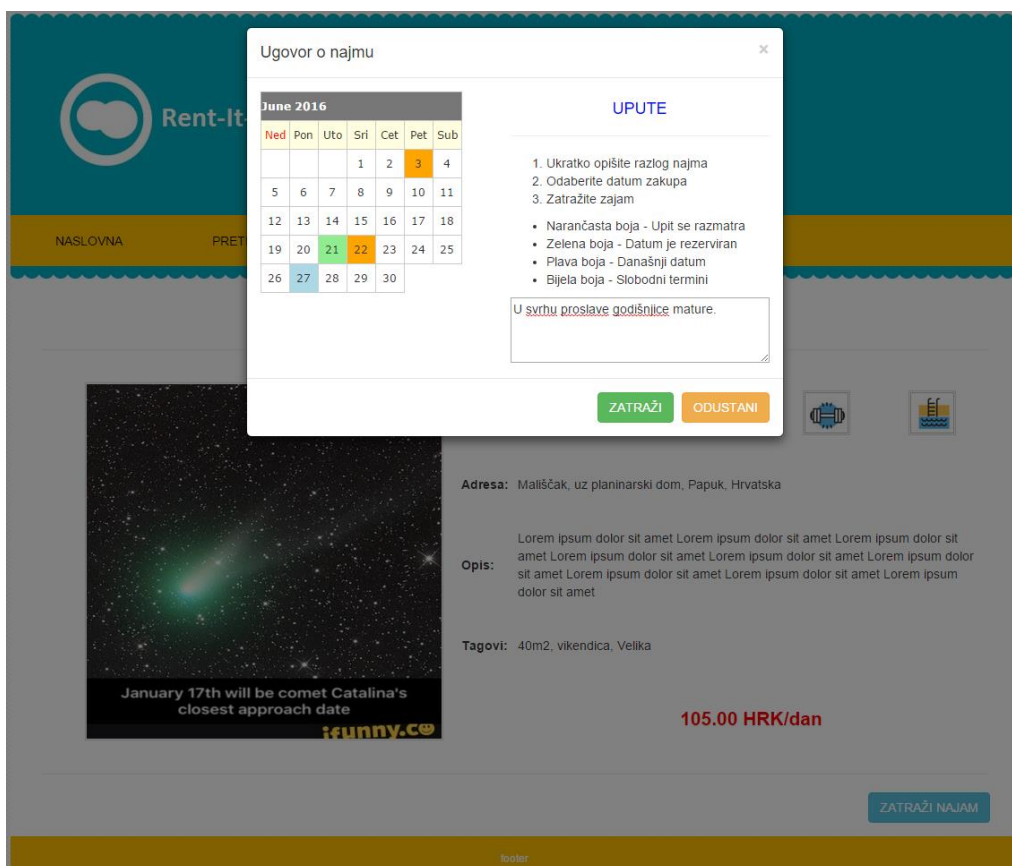 Ugovor o najmu ×
Rent-It-
NASLOVNA PRET
June 2016
Ned Pon Uto Sri Cet Pet Sub
1 2 3 4
5 6 7 8 9 10 11
12 13 14 15 16 17 18
19 20 21 22 23 24 25
26 27 28 29 30
UPUTE
1. Ukratko opišite razlog najma
2. Odaberite datum zakupa
3. Zatražite zajam
• Narančasta boja - Upit se razmatra
• Zelena boja - Datum je rezerviran
• Plava boja - Današnji datum
• Bijela boja - Slobodni termini
U svrhu proslave godišnjice mature.
ZATRAŽI ODUSTANI
Adresa: Mališčak, uz planinarski dom, Papuk, Hrvatska
Opis: Lorem ipsum dolor sit amet Lorem ipsum dolor sit amet Lorem ipsum dolor sit
amet Lorem ipsum dolor sit amet Lorem ipsum dolor sit amet Lorem ipsum dolor
sit amet Lorem ipsum dolor sit amet Lorem ipsum dolor sit amet Lorem ipsum
dolor sit amet
Tagovi: 40m2, vikendica, Velika
January 17th will be comet Catalina's
closest approach date
ifunny.co
105.00 HRK/dan
ZATRAŽI NAJAM
footer